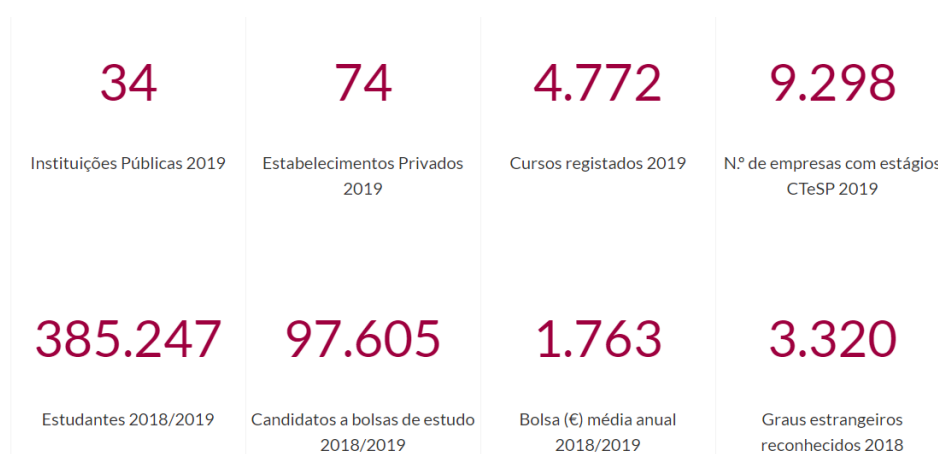 34
Instituições Públicas 2019
74
Estabelecimentos Privados
2019
4.772
Cursos registados 2019
9.298
N.º de empresas com estágios
CTeSP 2019
385.247
Estudantes 2018/2019
97.605
Candidatos a bolsas de estudo
2018/2019
1.763
Bolsa (€) média anual
2018/2019
3.320
Graus estrangeiros
reconhecidos 2018